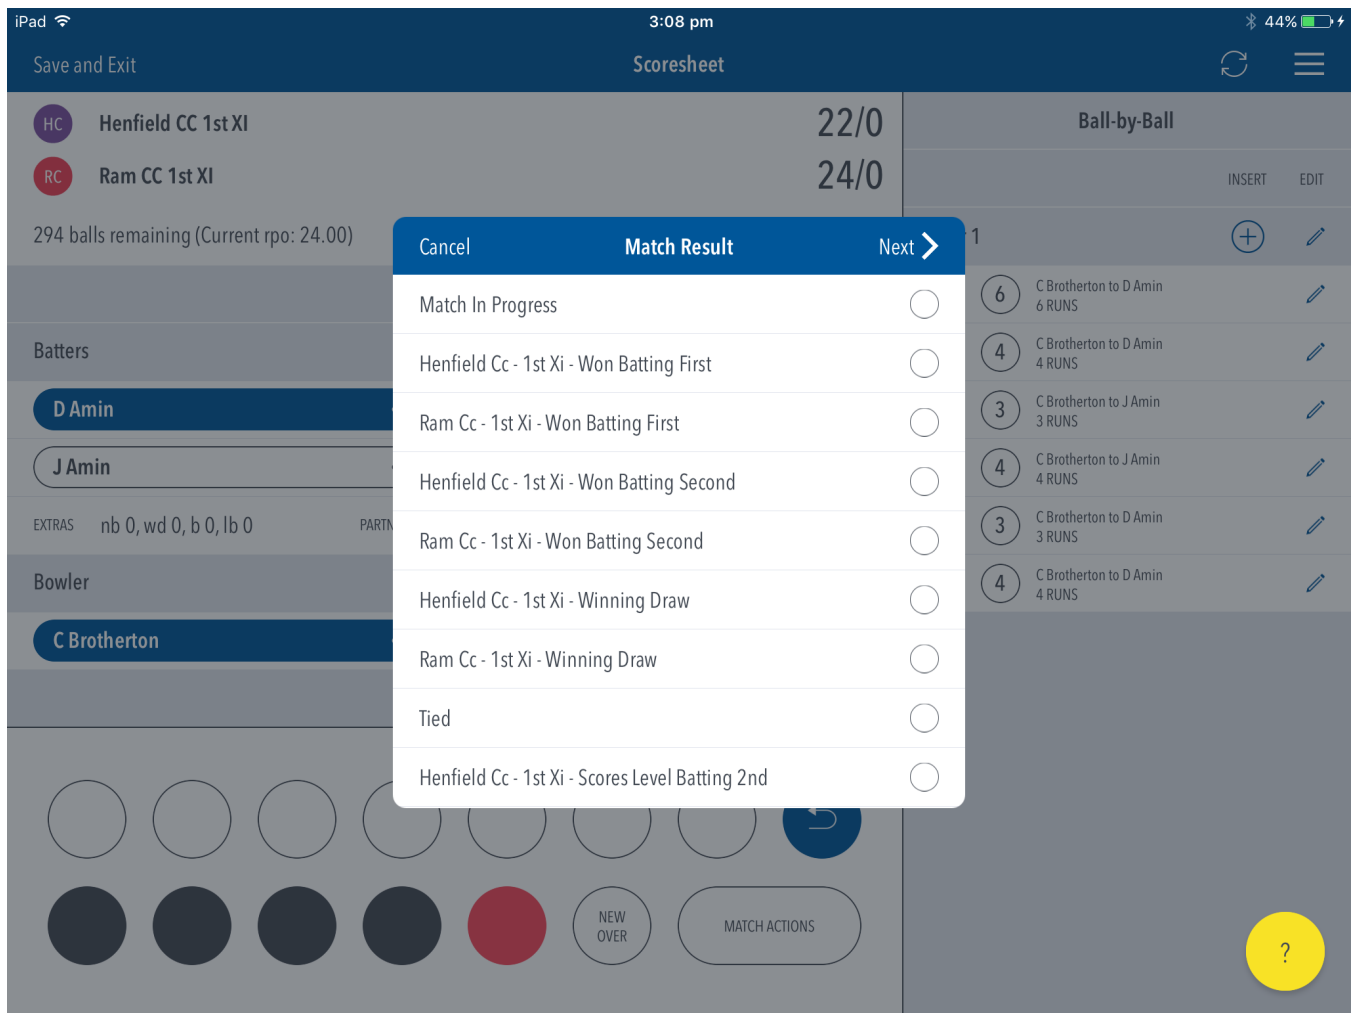 iPad
3:08 pm
44%
Save and Exit
Scoresheet
HC Henfield CC 1st XI 22/0
RC Ram CC 1st XI 24/0
294 balls remaining (Current rpo: 24.00)
Batters
D Amin
J Amin
EXTRAS nb 0, wd 0, b 0, lb 0
PARTN
Bowler
C Brotherton
Cancel
Match Result
Next
Match In Progress
Henfield Cc - 1st Xi - Won Batting First
Ram Cc - 1st Xi - Won Batting First
Henfield Cc - 1st Xi - Won Batting Second
Ram Cc - 1st Xi - Won Batting Second
Henfield Cc - 1st Xi - Winning Draw
Ram Cc - 1st Xi - Winning Draw
Tied
Henfield Cc - 1st Xi - Scores Level Batting 2nd
Ball-by-Ball
INSERT EDIT
1
6 C Brotherton to D Amin
6 RUNS
4 C Brotherton to D Amin
4 RUNS
3 C Brotherton to J Amin
3 RUNS
4 C Brotherton to J Amin
4 RUNS
3 C Brotherton to D Amin
3 RUNS
4 C Brotherton to D Amin
4 RUNS
NEW
OVER
MATCH ACTIONS
?